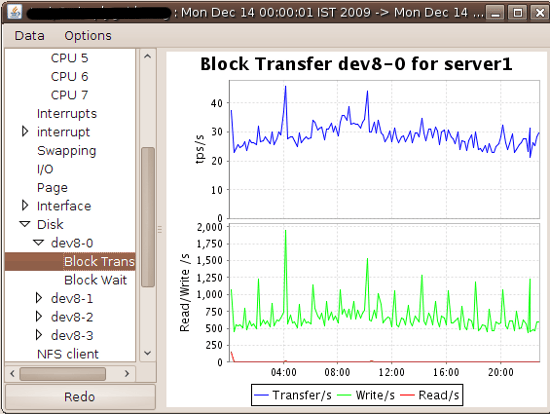 : Mon Dec 14 00:00:01 IST 2009 -> Mon Dec 14 ...
Data Options
CPU 5
CPU 6
CPU 7
Interrupts
interrupt
Swapping
I/O
Page
Interface
Disk
dev8-0
Block Trans
Block Wait
dev8-1
dev8-2
dev8-3
NFS client
Redo
Block Transfer dev8-0 for server1
tps/s
40
30
20
10
0
Read/Write /s
2,000
1,750
1,500
1,250
1,000
750
500
250
0
04:00 08:00 12:00 16:00 20:00
Transfer/s Write/s Read/s